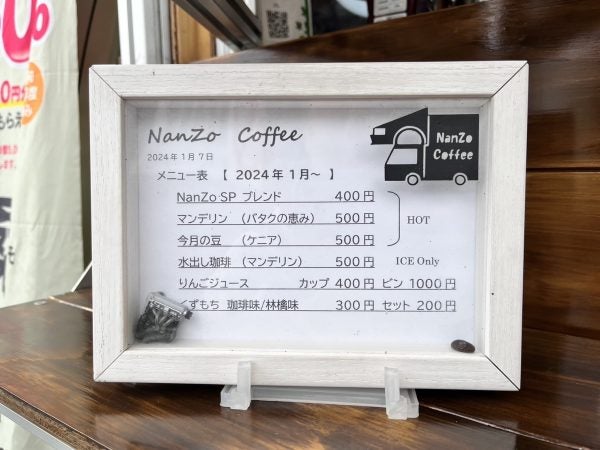 NanZo Coffee
NanZo
Coffee
2024年1月7日
メニュー表 【 2024年1月～ 】
NanZo SP ブレンド 400円
マンデリン （バタクの恵み） 500円
HOT
今月の豆 （ケニア） 500円
水出し珈琲 （マンデリン） 500円 ICE Only
りんごジュース カップ 400円 ビン 1000円
くずもち 珈琲味/林檎味 300円 セット 200円
0円
もらえ